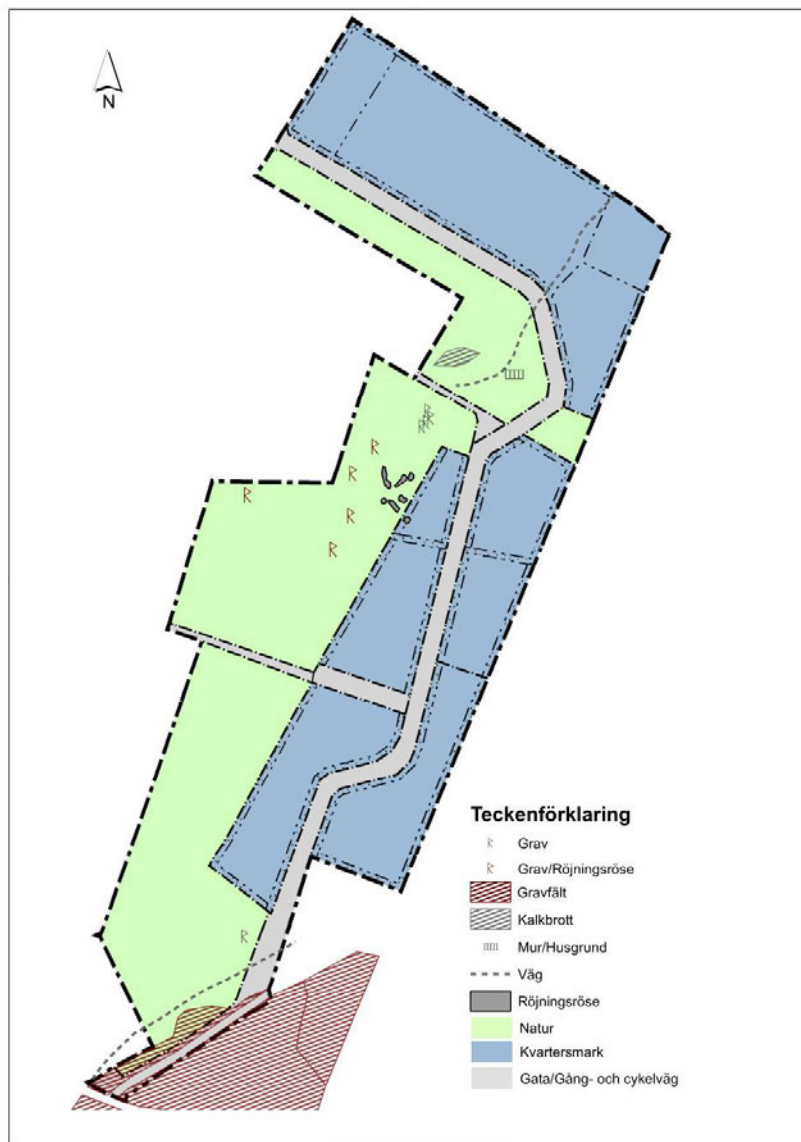 N
R
R
R
R
R
R
R
R
R
Teckenförklaring
R Grav
R Grav/Röjningsröse
Gravfält
Kalkbrott
Mur/Husgrund
Väg
Röjningsröse
Natur
Kvartersmark
Gata/Gång- och cykelväg